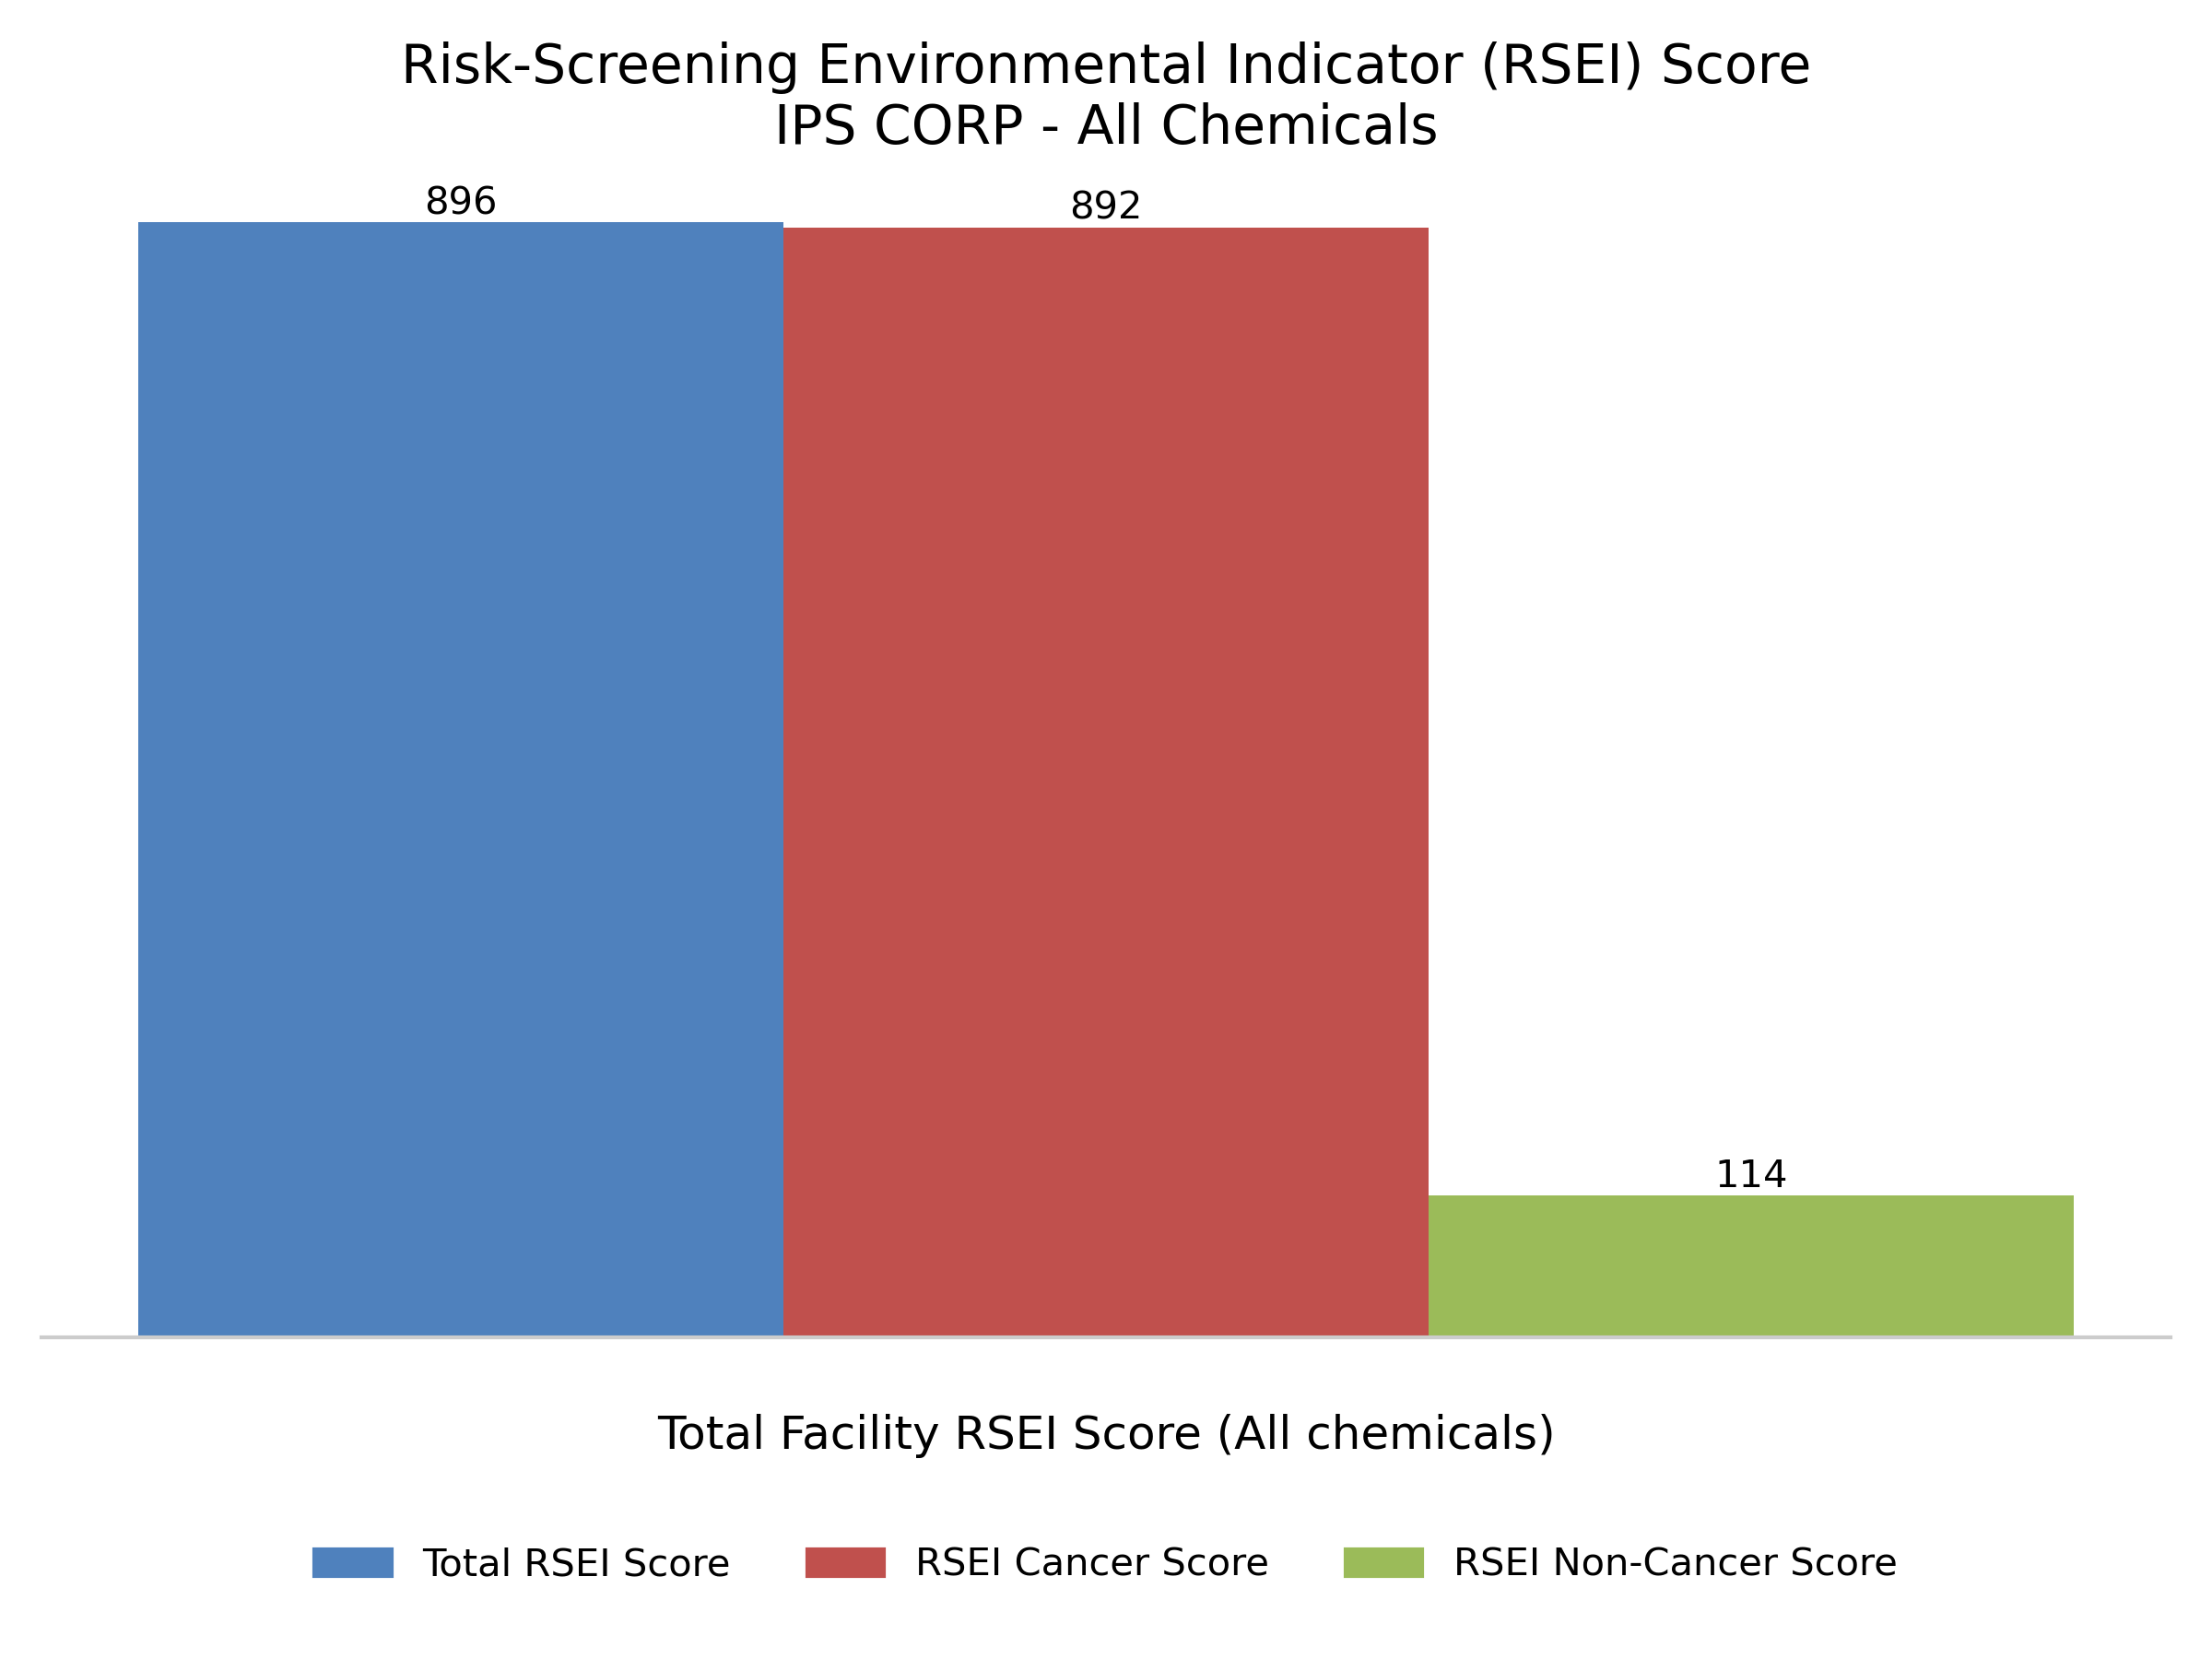 Risk-Screening Environmental Indicator (RSEI) Score
IPS CORP - All Chemicals
896
892
114
Total Facility RSEI Score (All chemicals)
Total RSEI Score
RSEI Cancer Score
RSEI Non-Cancer Score